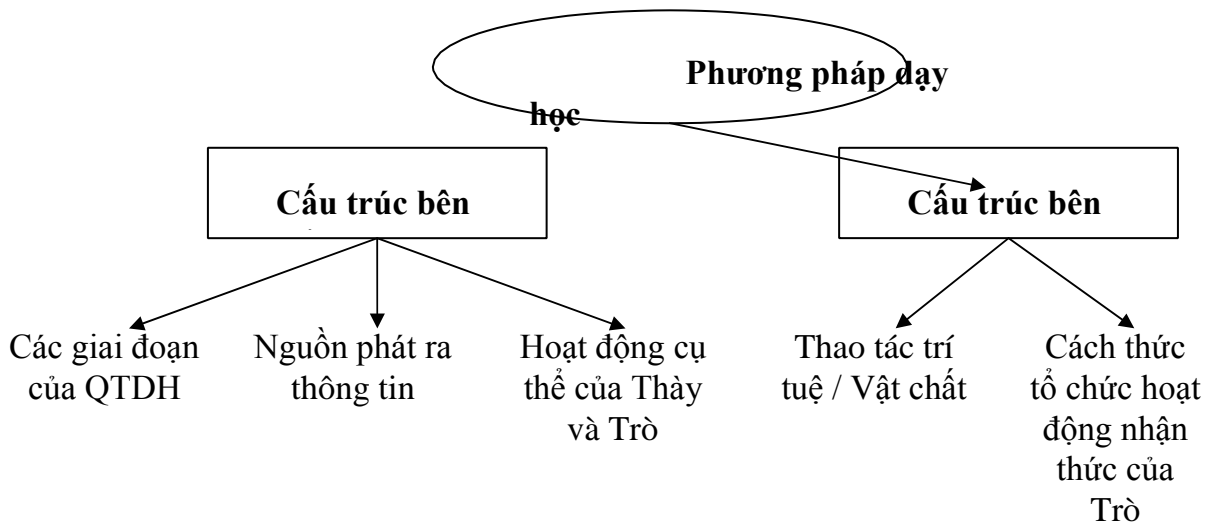 Phương pháp dạy
học
Cấu trúc bên
Cấu trúc bên
Các giai đoạn
của QTDH
Nguồn phát ra
thông tin
Hoạt động cụ
thể của Thày
và Trò
Thao tác trí
tuệ / Vật chất
Cách thức
tổ chức hoạt
động nhận
thức của
Trò